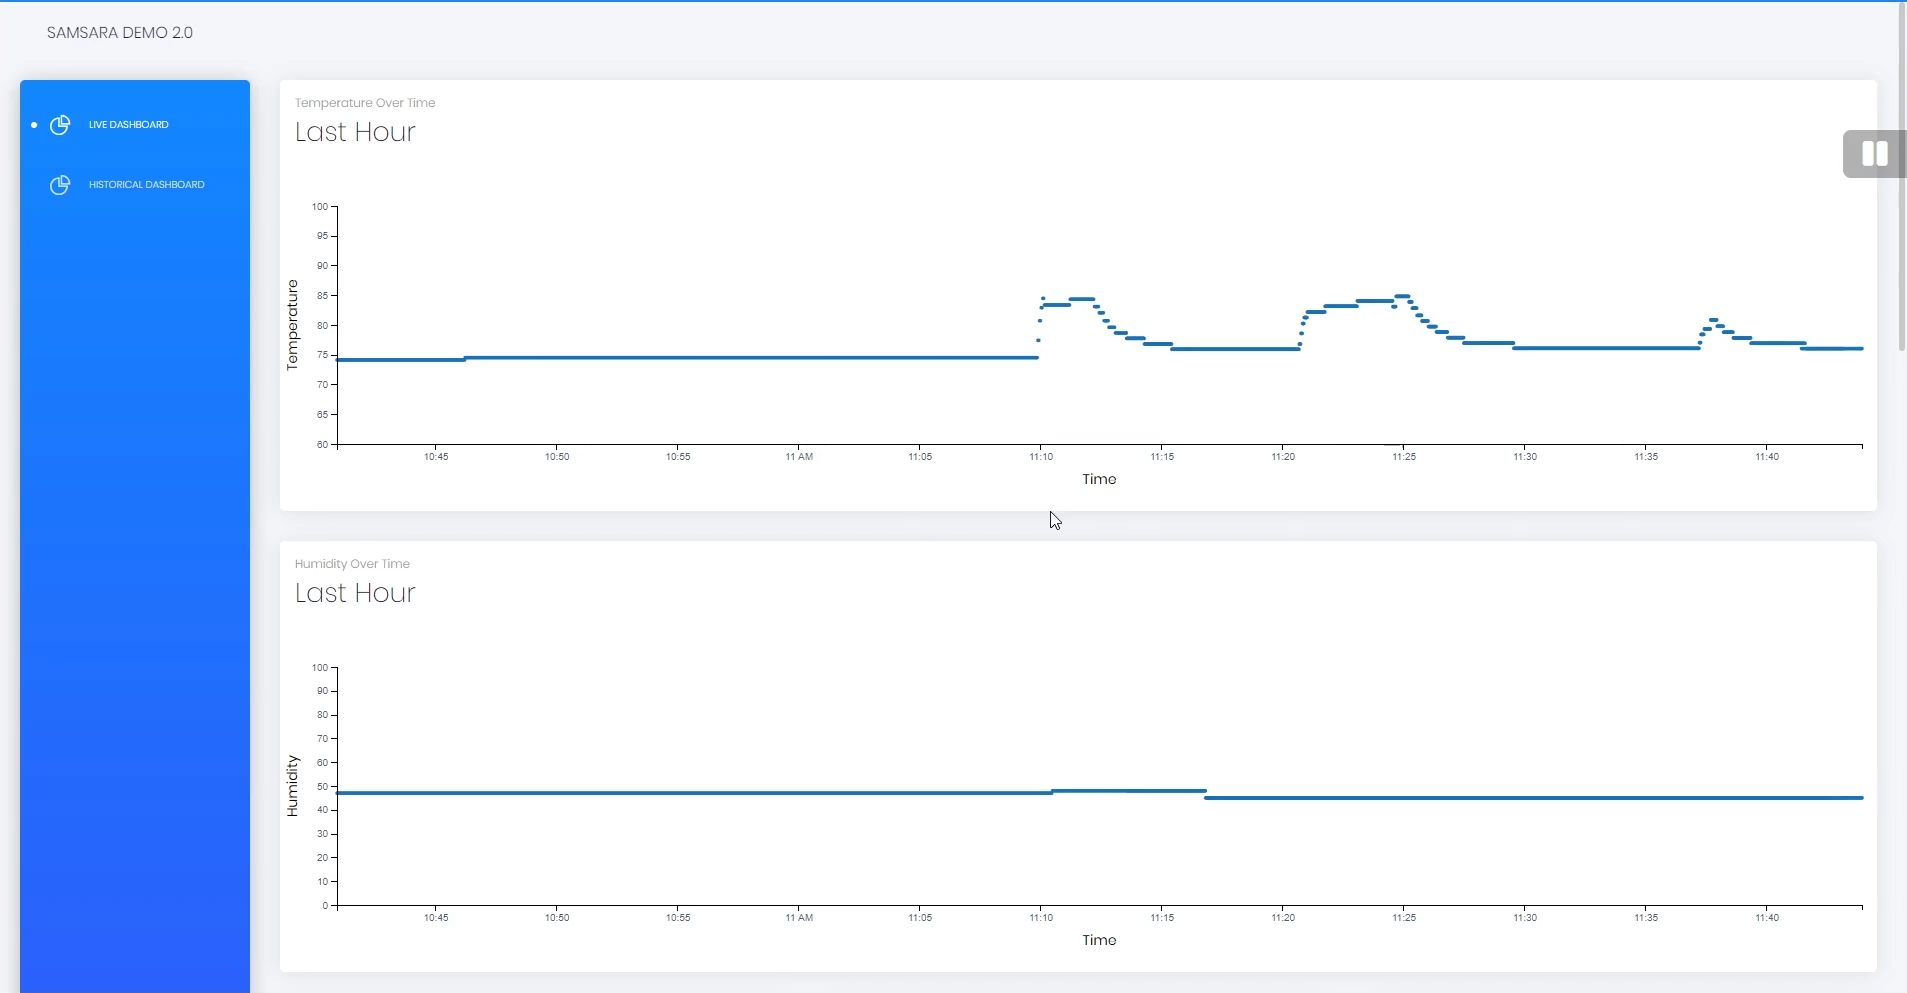 SAMSARA DEMO 2.0
LIVE DASHBOARD
HISTORICAL DASHBOARD
Temperature Over Time
Last Hour
100
95
90
85
80
75
70
65
60
Temperature
10:45 10:50 10:55 11 AM 11:05 11:10 11:15 11:20 11:25 11:30 11:35 11:40
Time
Humidity Over Time
Last Hour
100
90
80
70
60
50
40
30
20
10
0
Humidity
10:45 10:50 10:55 11 AM 11:05 11:10 11:15 11:20 11:25 11:30 11:35 11:40
Time